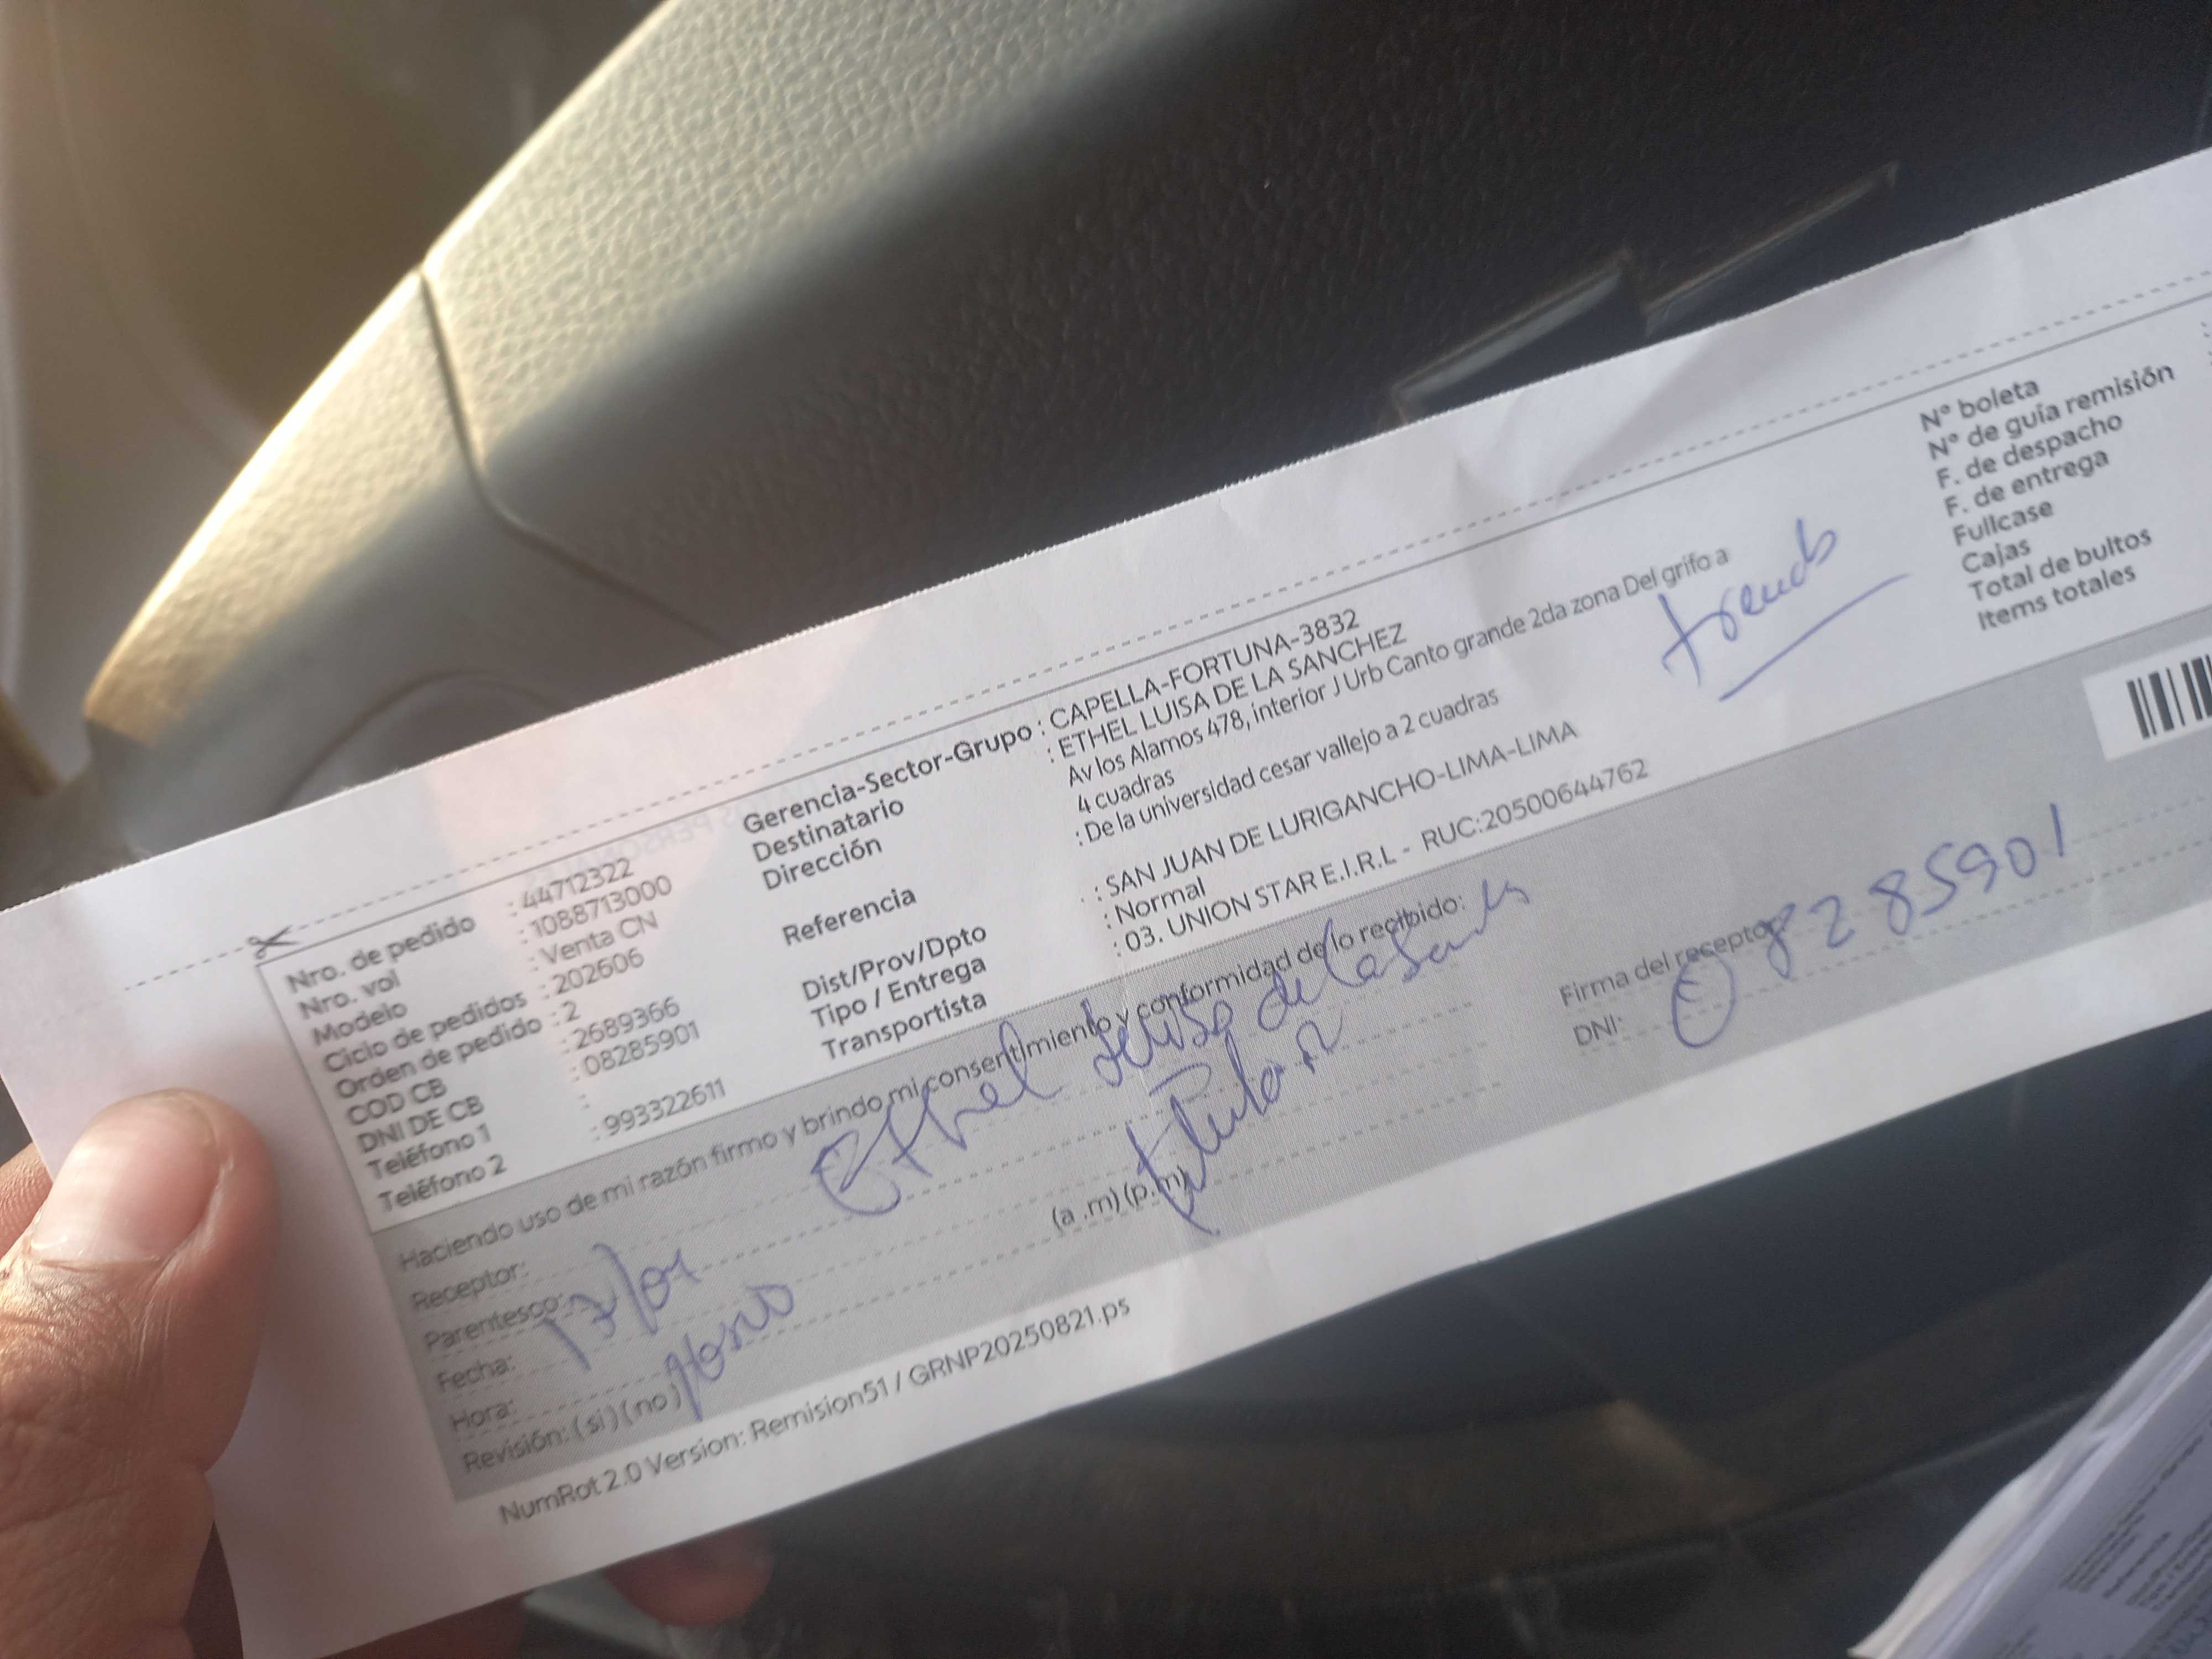 Nro. de pedido : 44712322
Nro. vol : 1088713000
Modelo : Venta CN
Ciclo de pedidos : 202606
Orden de pedido : 2
COD CB : 2689366
DNI DE CB : 08285901
Teléfono 1 :
Teléfono 2 : 993322611
Gerencia-Sector-Grupo : CAPELLA-FORTUNA-3832
Destinatario : ETHEL LUISA DE LA SANCHEZ
Dirección Av los Alamos 478, interior J Urb Canto grande 2da zona Del grifo a
4 cuadras
Referencia : De la universidad cesar vallejo a 2 cuadras
Dist/Prov/Dpto : SAN JUAN DE LURIGANCHO-LIMA-LIMA
Tipo / Entrega : Normal
Transportista : 03. UNION STAR E.I.R.L - RUC:20500644762
N° boleta
N° de guía remisión
F. de despacho
F. de entrega
Fullcase
Cajas
Total de bultos
Items totales
Haciendo uso de mi razón firmo y brindo mi consentimiento y conformidad de lo recibido:
Receptor: Ethel Luisa de la
Parentesco: titular
Fecha:
Hora: (a .m) (p.m)
Revisión: (si) (no)
Firma del receptor
DNI: 08285901
NumRot 2.0 Version: Remision51 / GRNP20250821.ps